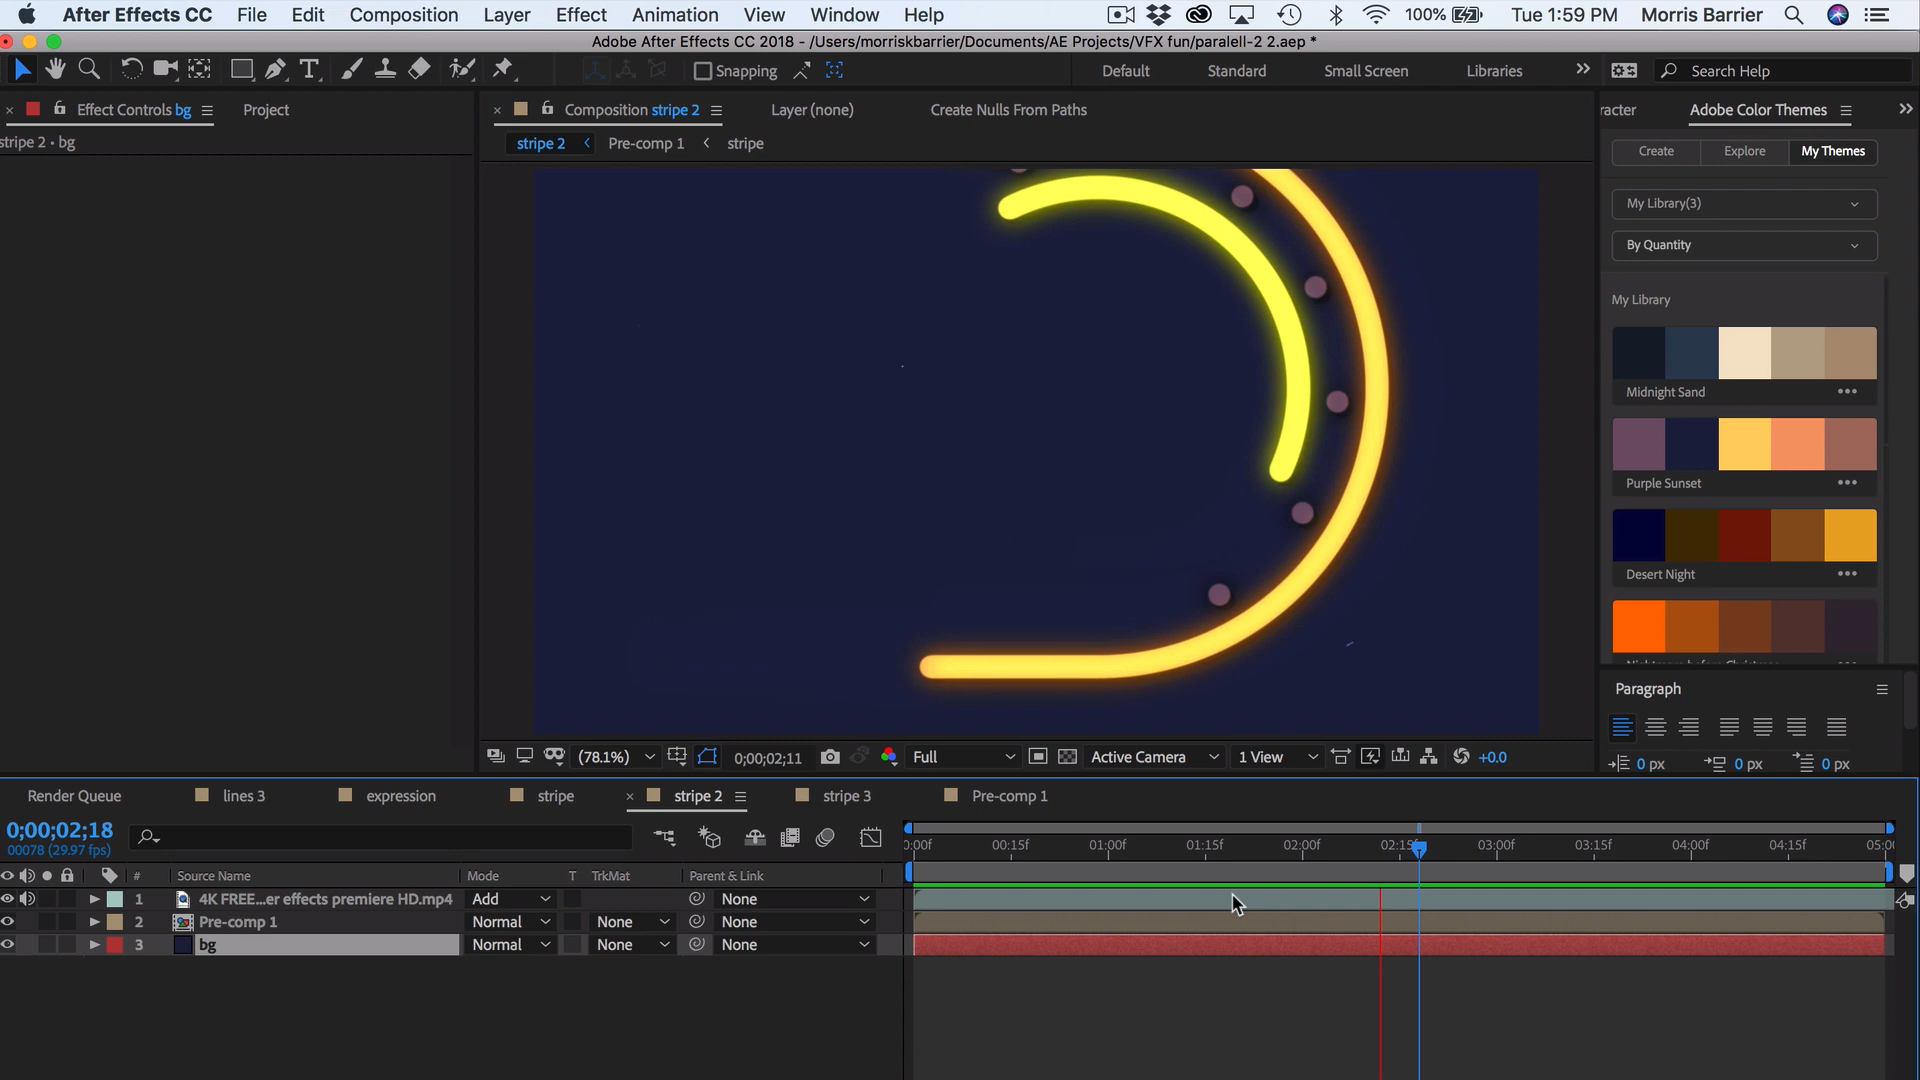 After Effects CC File Edit Composition Layer Effect Animation View Window Help 100% Tue 1:59 PM Morris Barrier
Adobe After Effects CC 2018 - /Users/morriskbarrier/Documents/AE Projects/VFX fun/paralell-2 2.aep *
Snapping Default Standard Small Screen Libraries Search Help
Effect Controls bg Project Composition stripe 2 Layer (none) Create Nulls From Paths racter Adobe Color Themes
stripe 2 • bg
stripe 2 Pre-comp 1 stripe
Create Explore My Themes
My Library(3)
By Quantity
My Library
Midnight Sand
Purple Sunset
Desert Night
Paragraph
0 px 0 px 0 px
(78.1%) 0;00;02;11 Full Active Camera 1 View +0.0
Render Queue lines 3 expression stripe stripe 2 stripe 3 Pre-comp 1
0;00;02;18
00078 (29.97 fps)
0:00f 00:15f 01:00f 01:15f 02:00f 02:15f 03:00f 03:15f 04:00f 04:15f 05:00
# Source Name Mode T TrkMat Parent & Link
1 4K FREE...er effects premiere HD.mp4 Add None
2 Pre-comp 1 Normal None None
3 bg Normal None None